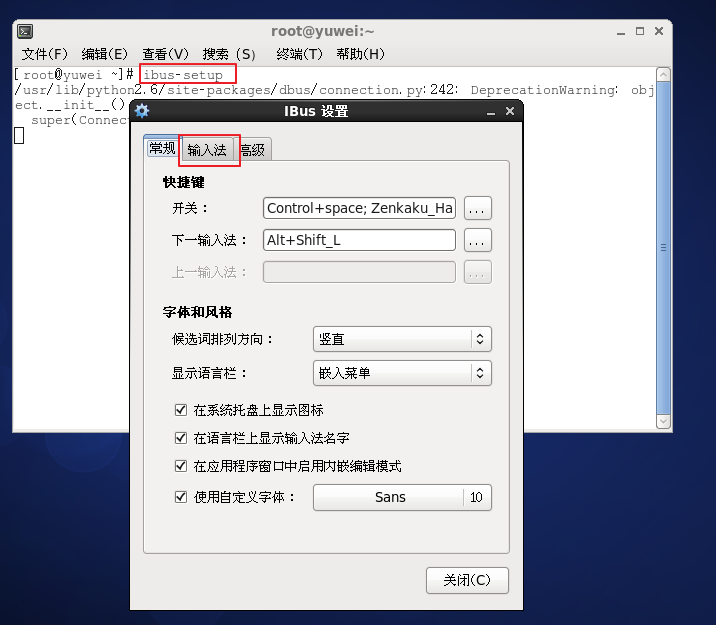 root@yuwei:~
文件(F) 编辑(E) 查看(V) 搜索 (S) 终端(T) 帮助(H)
[root@yuwei ~]# ibus-setup
/usr/lib/python2.6/site-packages/dbus/connection.py:242: DeprecationWarning: obj
ect.__init__()
super(Connec
IBus 设置
常规 输入法 高级
快捷键
开关： Control+space; Zenkaku_Ha ...
下一输入法： Alt+Shift_L ...
上一输入法： ...
字体和风格
候选词排列方向： 竖直
显示语言栏： 嵌入菜单
在系统托盘上显示图标
在语言栏上显示输入法名字
在应用程序窗口中启用内嵌编辑模式
使用自定义字体： Sans 10
关闭(C)